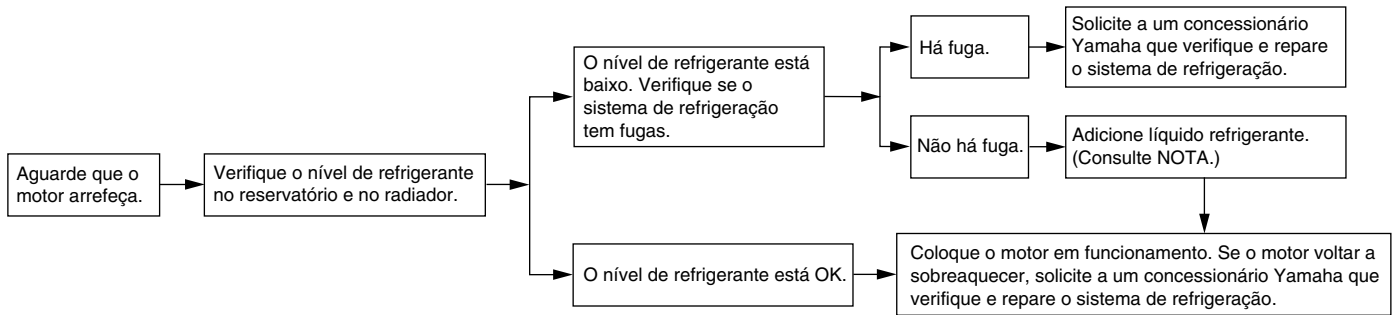 Aguarde que o
motor arrefeça.
Verifique o nível de refrigerante
no reservatório e no radiador.
O nível de refrigerante está
baixo. Verifique se o
sistema de refrigeração
tem fugas.
Há fuga.
Solicite a um concessionário
Yamaha que verifique e repare
o sistema de refrigeração.
Não há fuga.
Adicione líquido refrigerante.
(Consulte NOTA.)
O nível de refrigerante está OK.
Coloque o motor em funcionamento. Se o motor voltar a
sobreaquecer, solicite a um concessionário Yamaha que
verifique e repare o sistema de refrigeração.